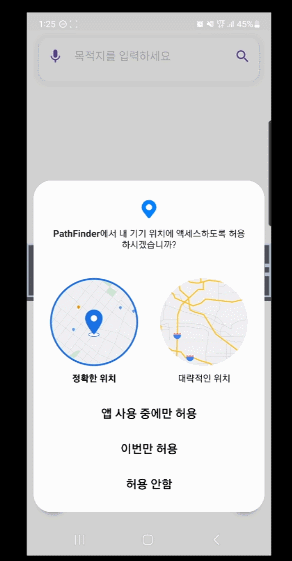 1:25
45%
목적지를 입력하세요
PathFinder에서 내 기기 위치에 액세스하도록 허용
하시겠습니까?
정확한 위치
대략적인 위치
앱 사용 중에만 허용
이번만 허용
허용 안함